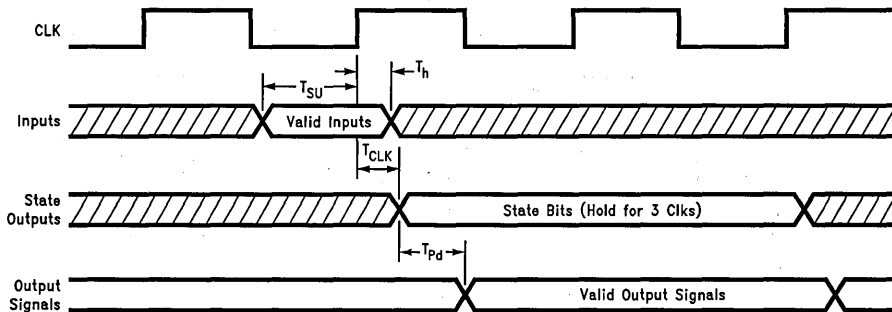 CLK
T_SU
T_h
Inputs
Valid Inputs
T_CLK
State
Outputs
State Bits (Hold for 3 Clks)
T_Pd
Output
Signals
Valid Output Signals